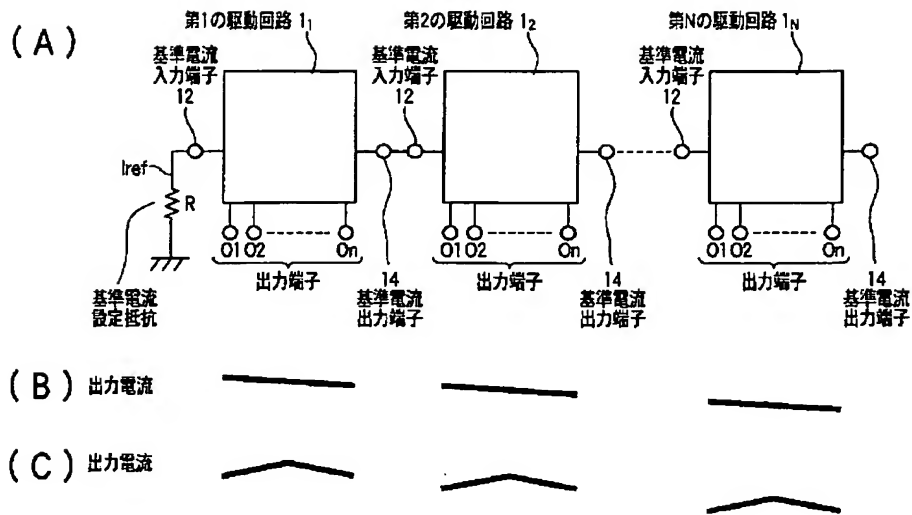 (A)
第1の駆動回路 1₁
第2の駆動回路 1₂
第Nの駆動回路 1N
基準電流
入力端子
12
基準電流
入力端子
12
基準電流
入力端子
12
Iref
R
基準電流
設定抵抗
O1 O2 On
出力端子
14
基準電流
出力端子
O1 O2 On
出力端子
14
基準電流
出力端子
O1 O2 On
出力端子
14
基準電流
出力端子
(B) 出力電流
(C) 出力電流